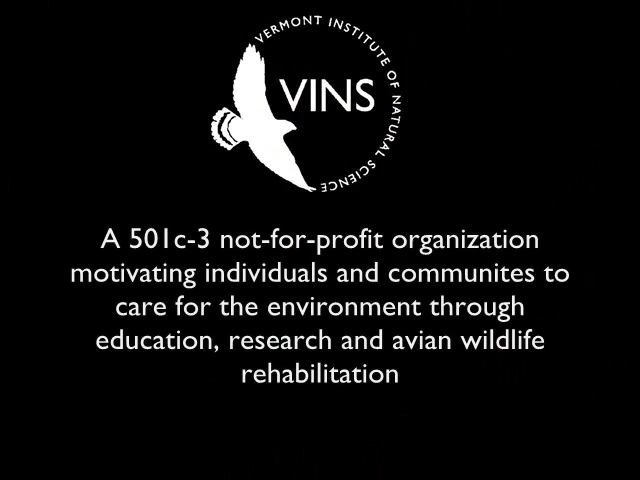 VERMONT INSTITUTE OF NATURAL SCIENCE
VINS
A 501c-3 not-for-profit organization
motivating individuals and communites to
care for the environment through
education, research and avian wildlife
rehabilitation